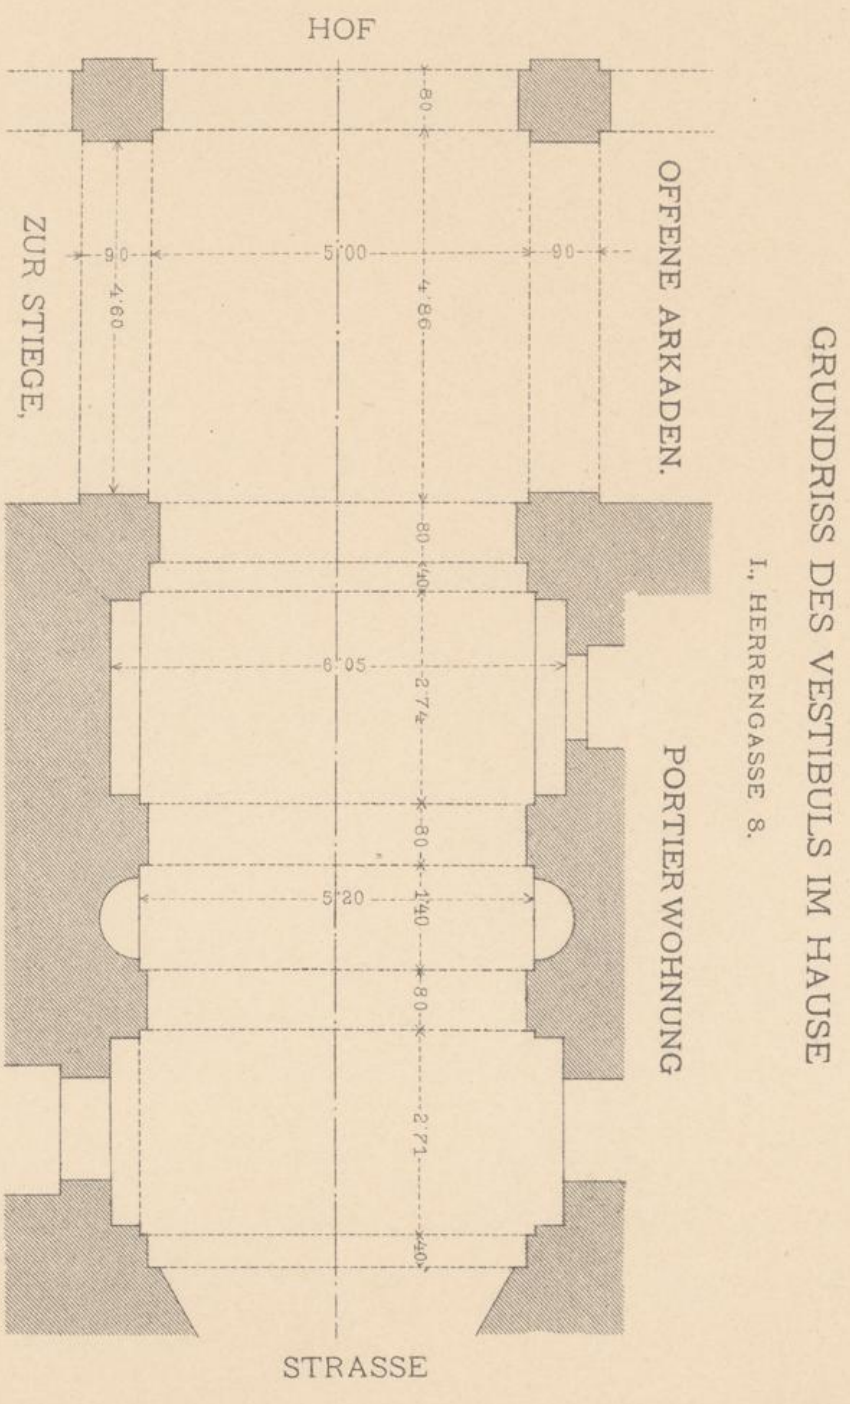 GRUNDRISS DES VESTIBULS IM HAUSE
I., HERRENGASSE 8.
HOF
OFFENE ARKADEN.
ZUR STIEGE,
PORTIERWOHNUNG
80
90
5'00
90
4'60
4'86
80
40
6'05
2'74
80
5'20
1'40
80
2'71
40
STRASSE